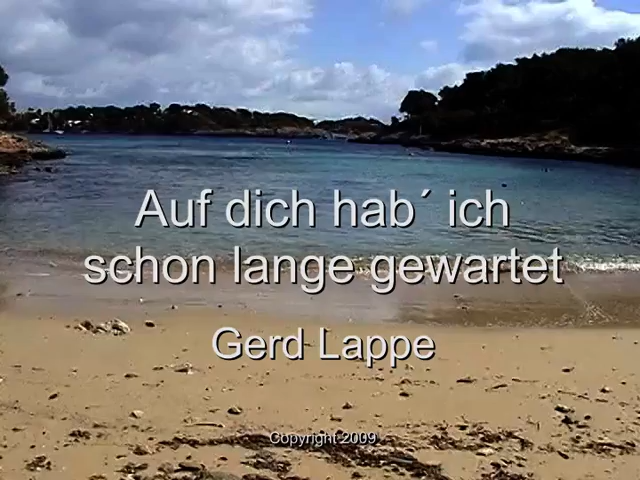 Auf dich hab´ ich
schon lange gewartet
Gerd Lappe
Copyright 2009